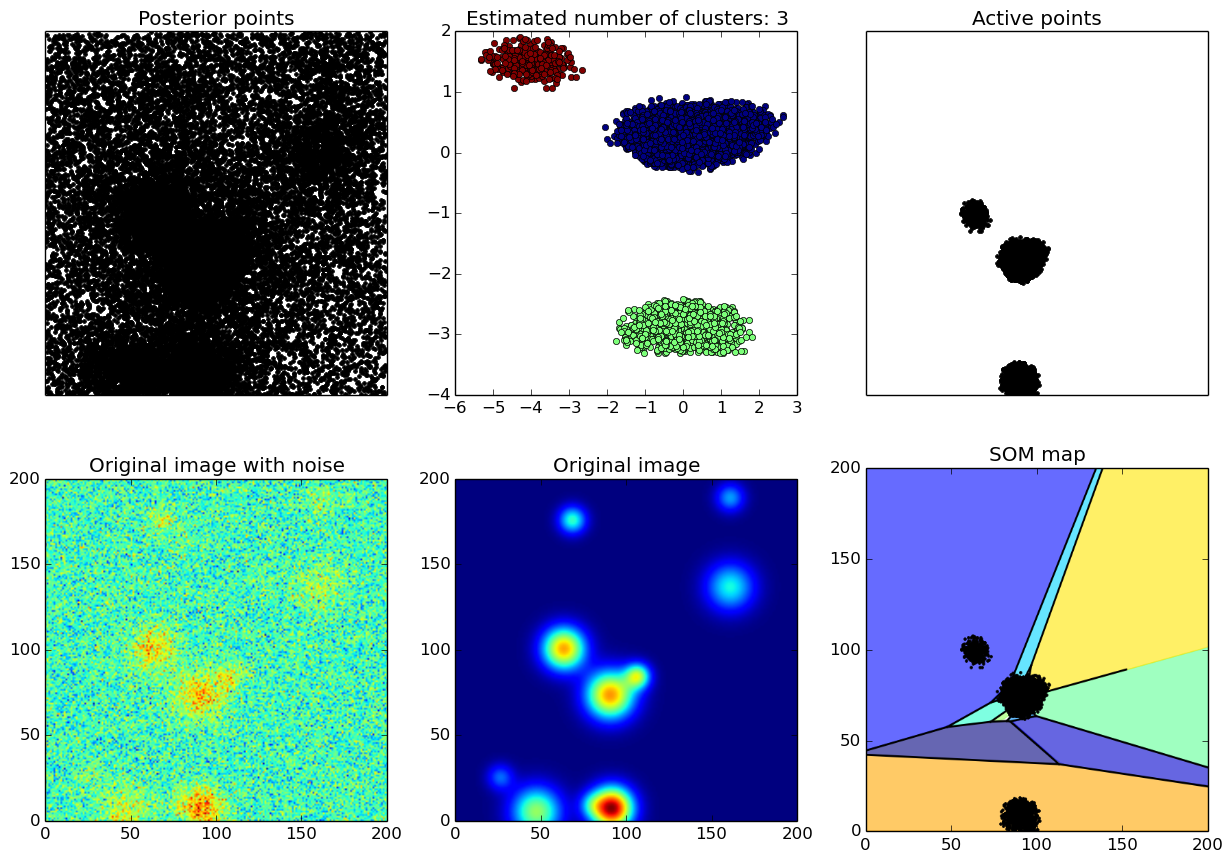 Posterior points
Estimated number of clusters: 3
Active points
2
1
0
−1
−2
−3
−4
−6 −5 −4 −3 −2 −1 0 1 2 3
Original image with noise
Original image
SOM map
200
150
100
50
0
0 50 100 150 200
200
150
100
50
0
0 50 100 150 200
200
150
100
50
0
0 50 100 150 200